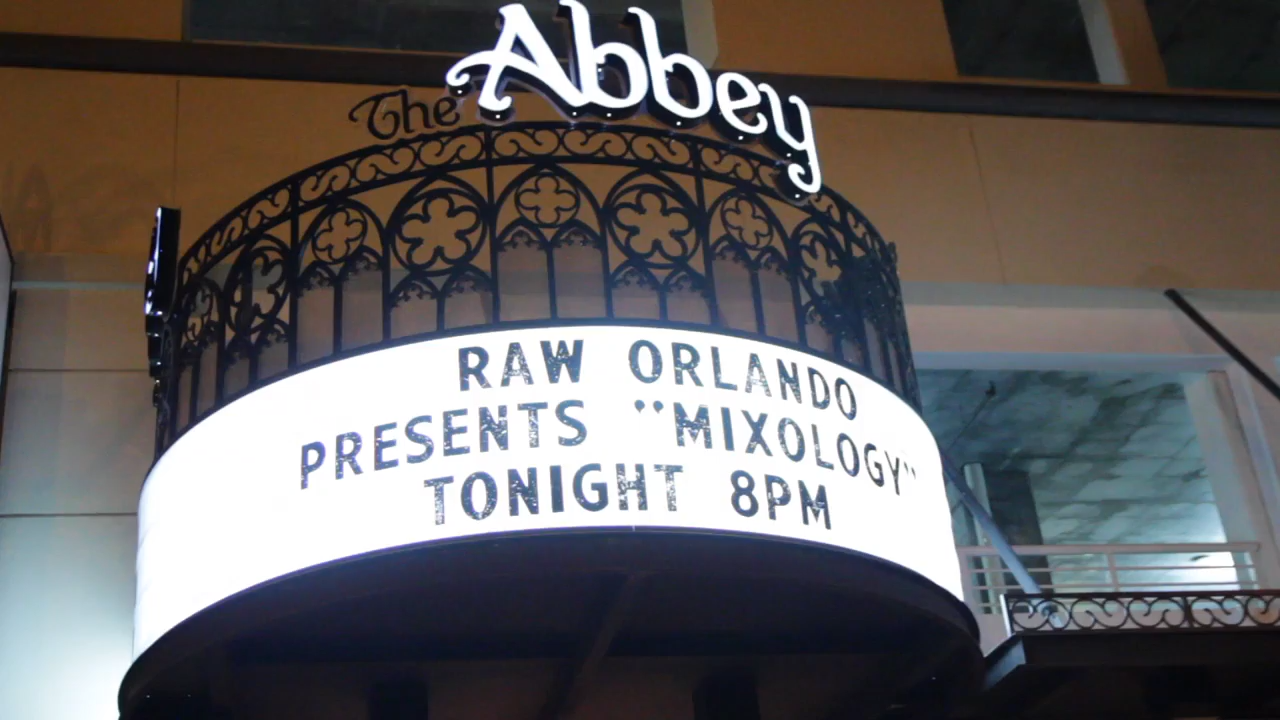 The Abbey
RAW ORLANDO
PRESENTS "MIXOLOGY"
TONIGHT 8PM